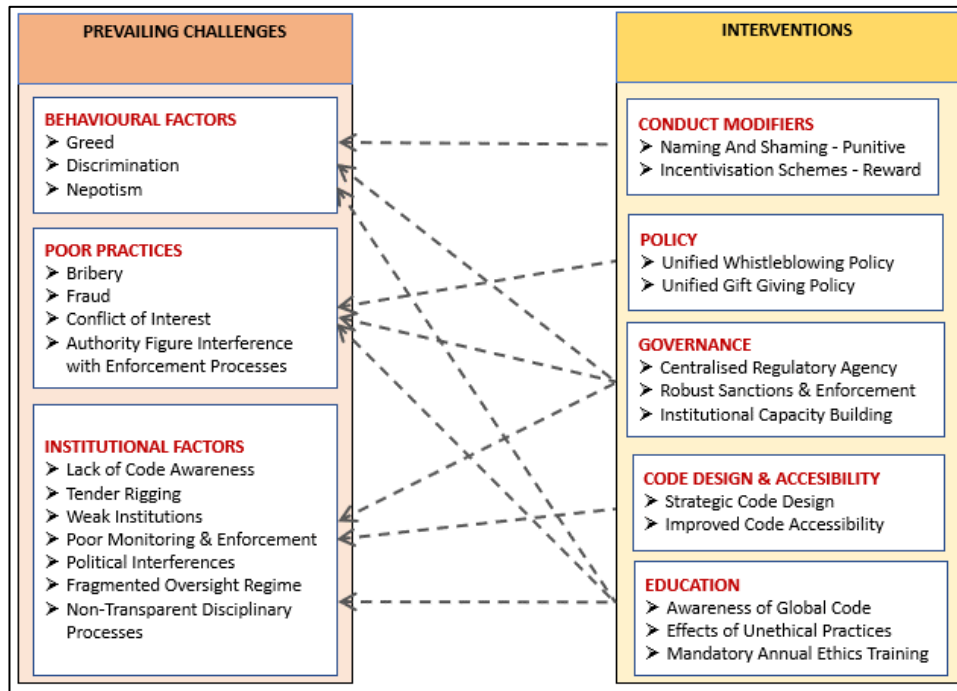 PREVAILING CHALLENGES
BEHAVIOURAL FACTORS
➤ Greed
➤ Discrimination
➤ Nepotism
POOR PRACTICES
➤ Bribery
➤ Fraud
➤ Conflict of Interest
➤ Authority Figure Interference
with Enforcement Processes
INSTITUTIONAL FACTORS
➤ Lack of Code Awareness
➤ Tender Rigging
➤ Weak Institutions
➤ Poor Monitoring & Enforcement
➤ Political Interferences
➤ Fragmented Oversight Regime
➤ Non-Transparent Disciplinary
Processes
INTERVENTIONS
CONDUCT MODIFIERS
➤ Naming And Shaming - Punitive
➤ Incentivisation Schemes - Reward
POLICY
➤ Unified Whistleblowing Policy
➤ Unified Gift Giving Policy
GOVERNANCE
➤ Centralised Regulatory Agency
➤ Robust Sanctions & Enforcement
➤ Institutional Capacity Building
CODE DESIGN & ACCESIBILITY
➤ Strategic Code Design
➤ Improved Code Accessibility
EDUCATION
➤ Awareness of Global Code
➤ Effects of Unethical Practices
➤ Mandatory Annual Ethics Training